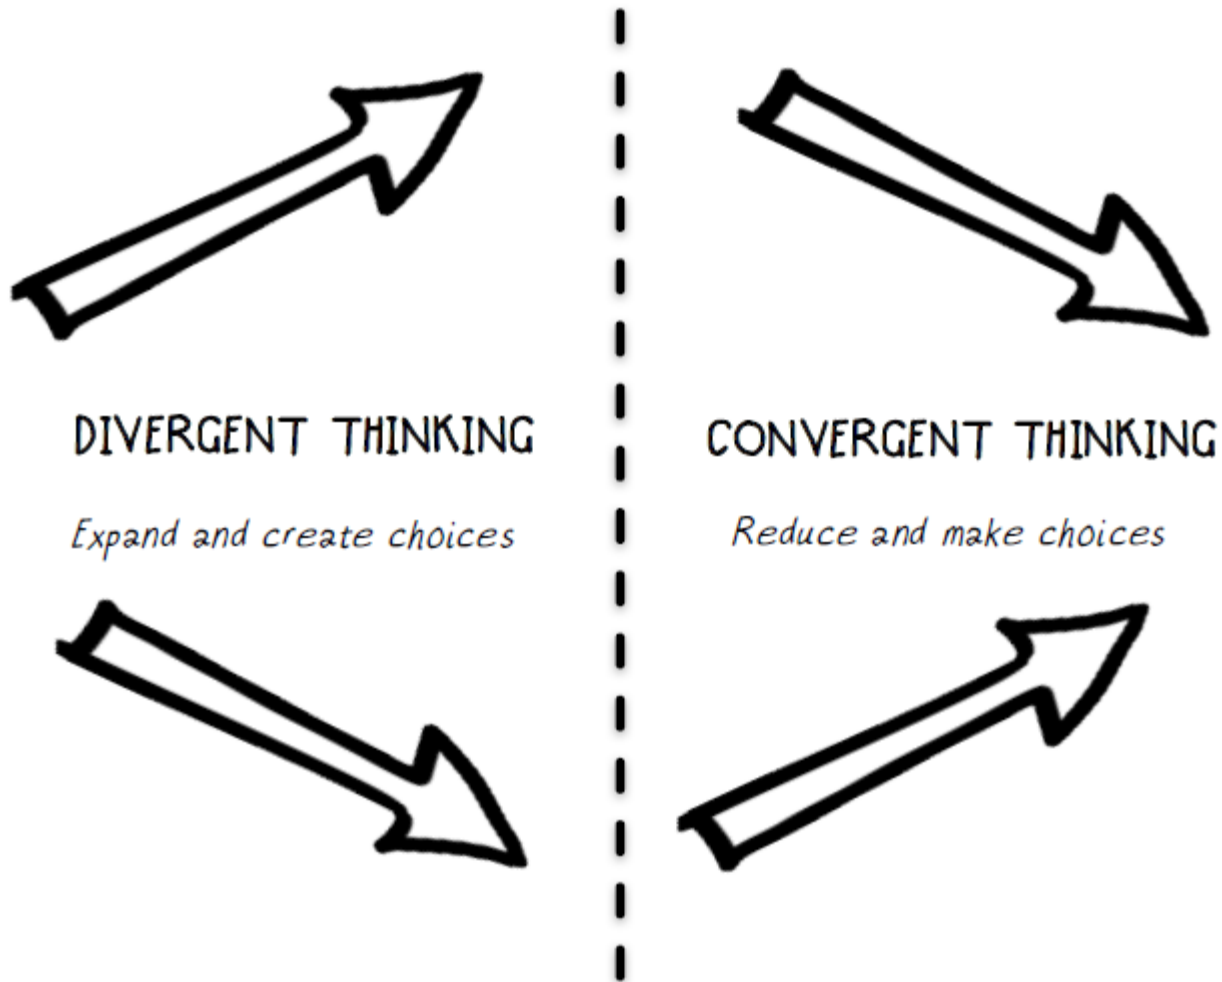 DIVERGENT THINKING
Expand and create choices
CONVERGENT THINKING
Reduce and make choices